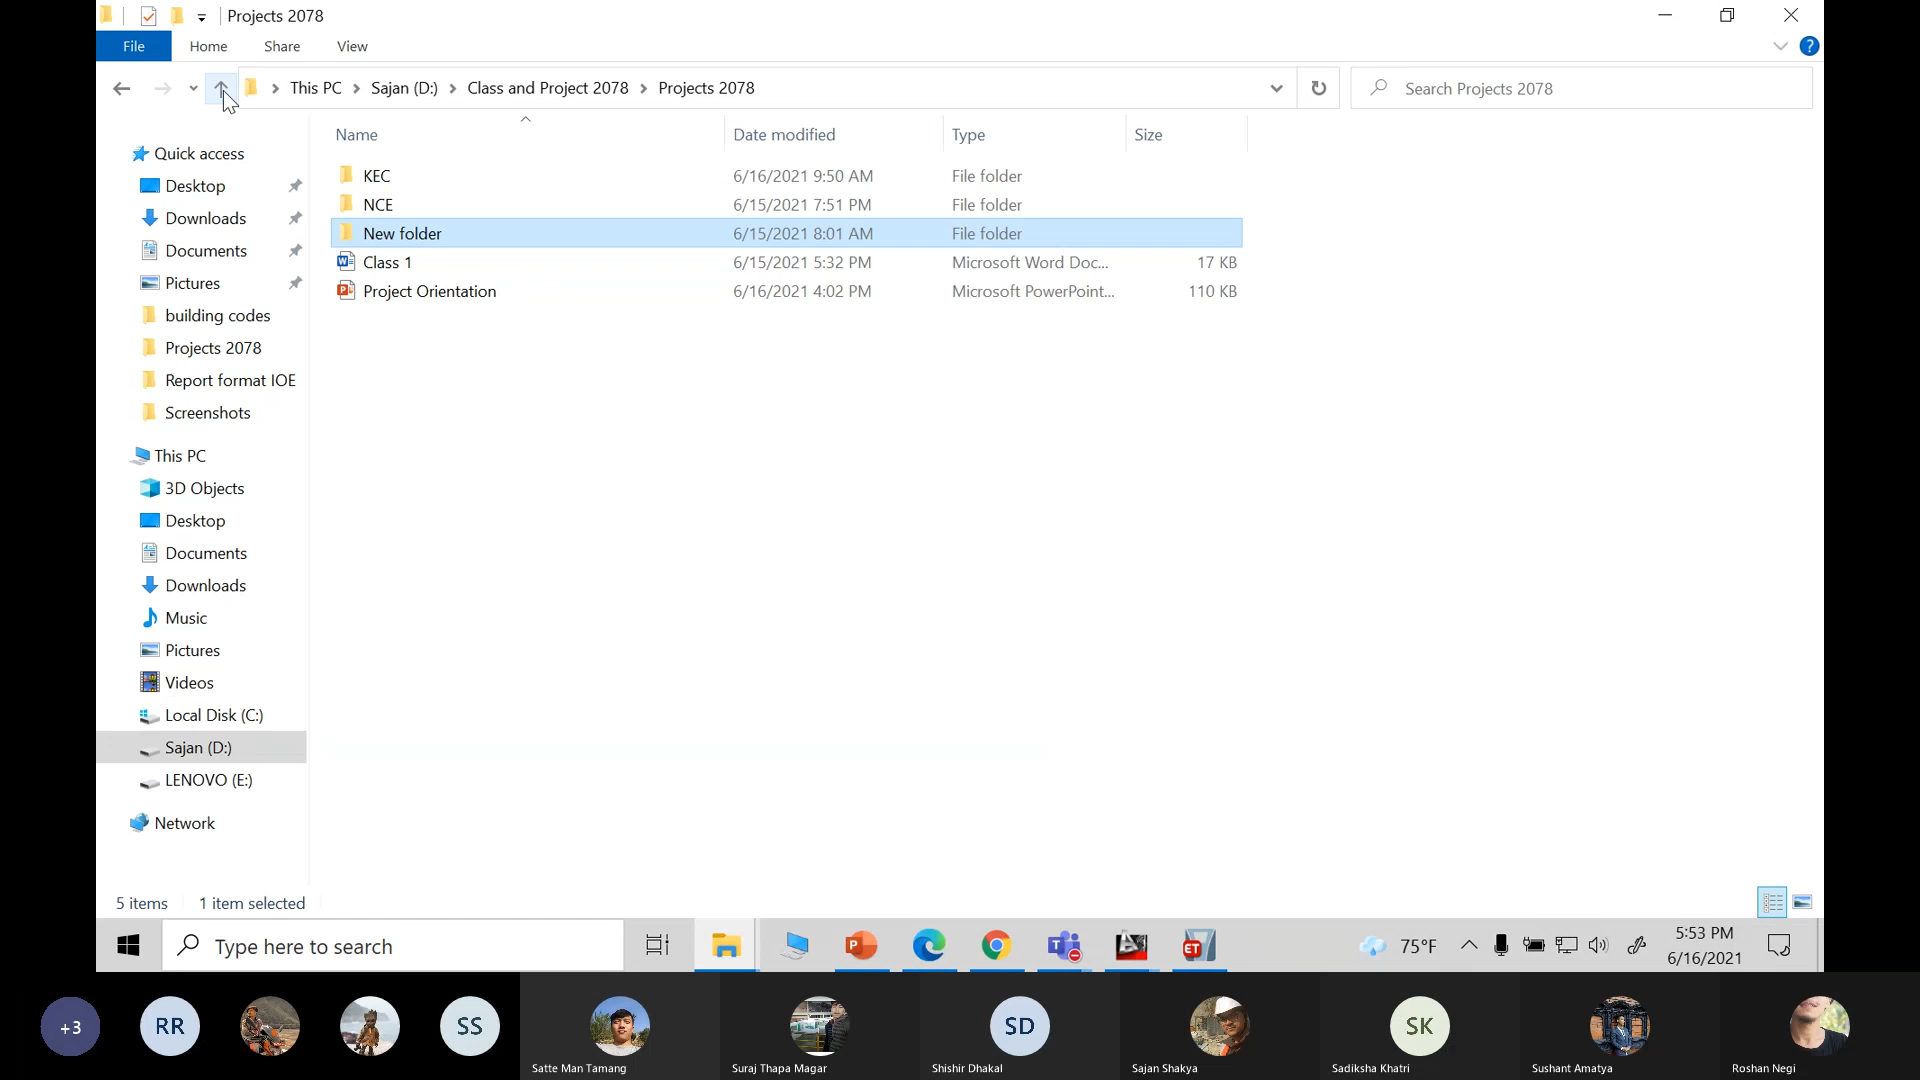 Projects 2078
File Home Share View
This PC Sajan (D:) Class and Project 2078 Projects 2078
Search Projects 2078
Name Date modified Type Size
KEC 6/16/2021 9:50 AM File folder
NCE 6/15/2021 7:51 PM File folder
New folder 6/15/2021 8:01 AM File folder
Class 1 6/15/2021 5:32 PM Microsoft Word Doc... 17 KB
Project Orientation 6/16/2021 4:02 PM Microsoft PowerPoint... 110 KB
Quick access
Desktop
Downloads
Documents
Pictures
building codes
Projects 2078
Report format IOE
Screenshots
This PC
3D Objects
Desktop
Documents
Downloads
Music
Pictures
Videos
Local Disk (C:)
Sajan (D:)
LENOVO (E:)
Network
5 items 1 item selected
Type here to search
75°F
5:53 PM
6/16/2021
+3 RR SS SD SK
Satte Man Tamang Suraj Thapa Magar Shishir Dhakal Sajan Shakya Sadiksha Khatri Sushant Amatya Roshan Negi